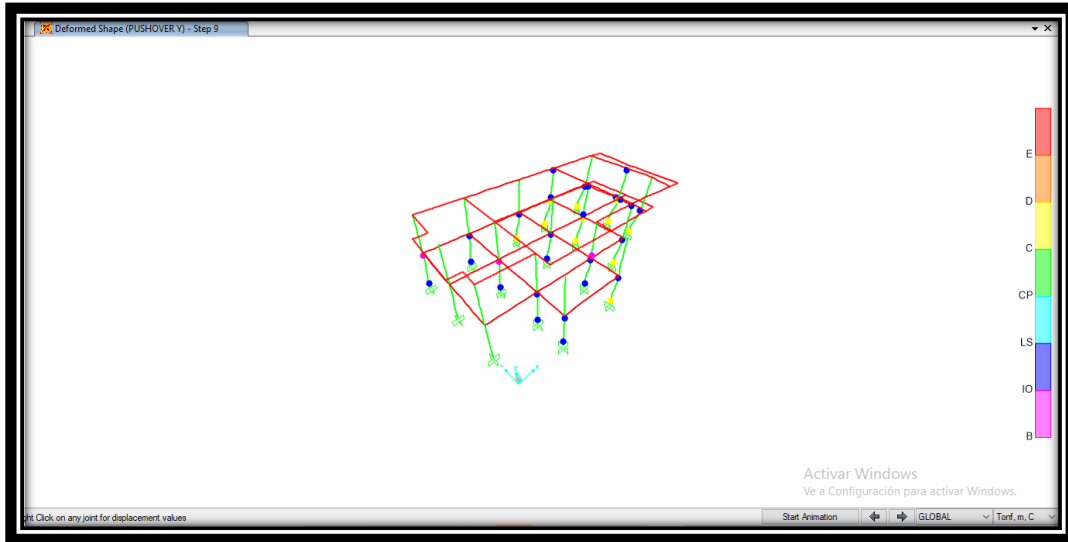 Deformed Shape (PUSHOVER Y) - Step 9
E
D
C
CP
LS
IO
B
Activar Windows
Ve a Configuración para activar Windows.
ht Click on any joint for displacement values
Start Animation
GLOBAL
Tonf, m, C